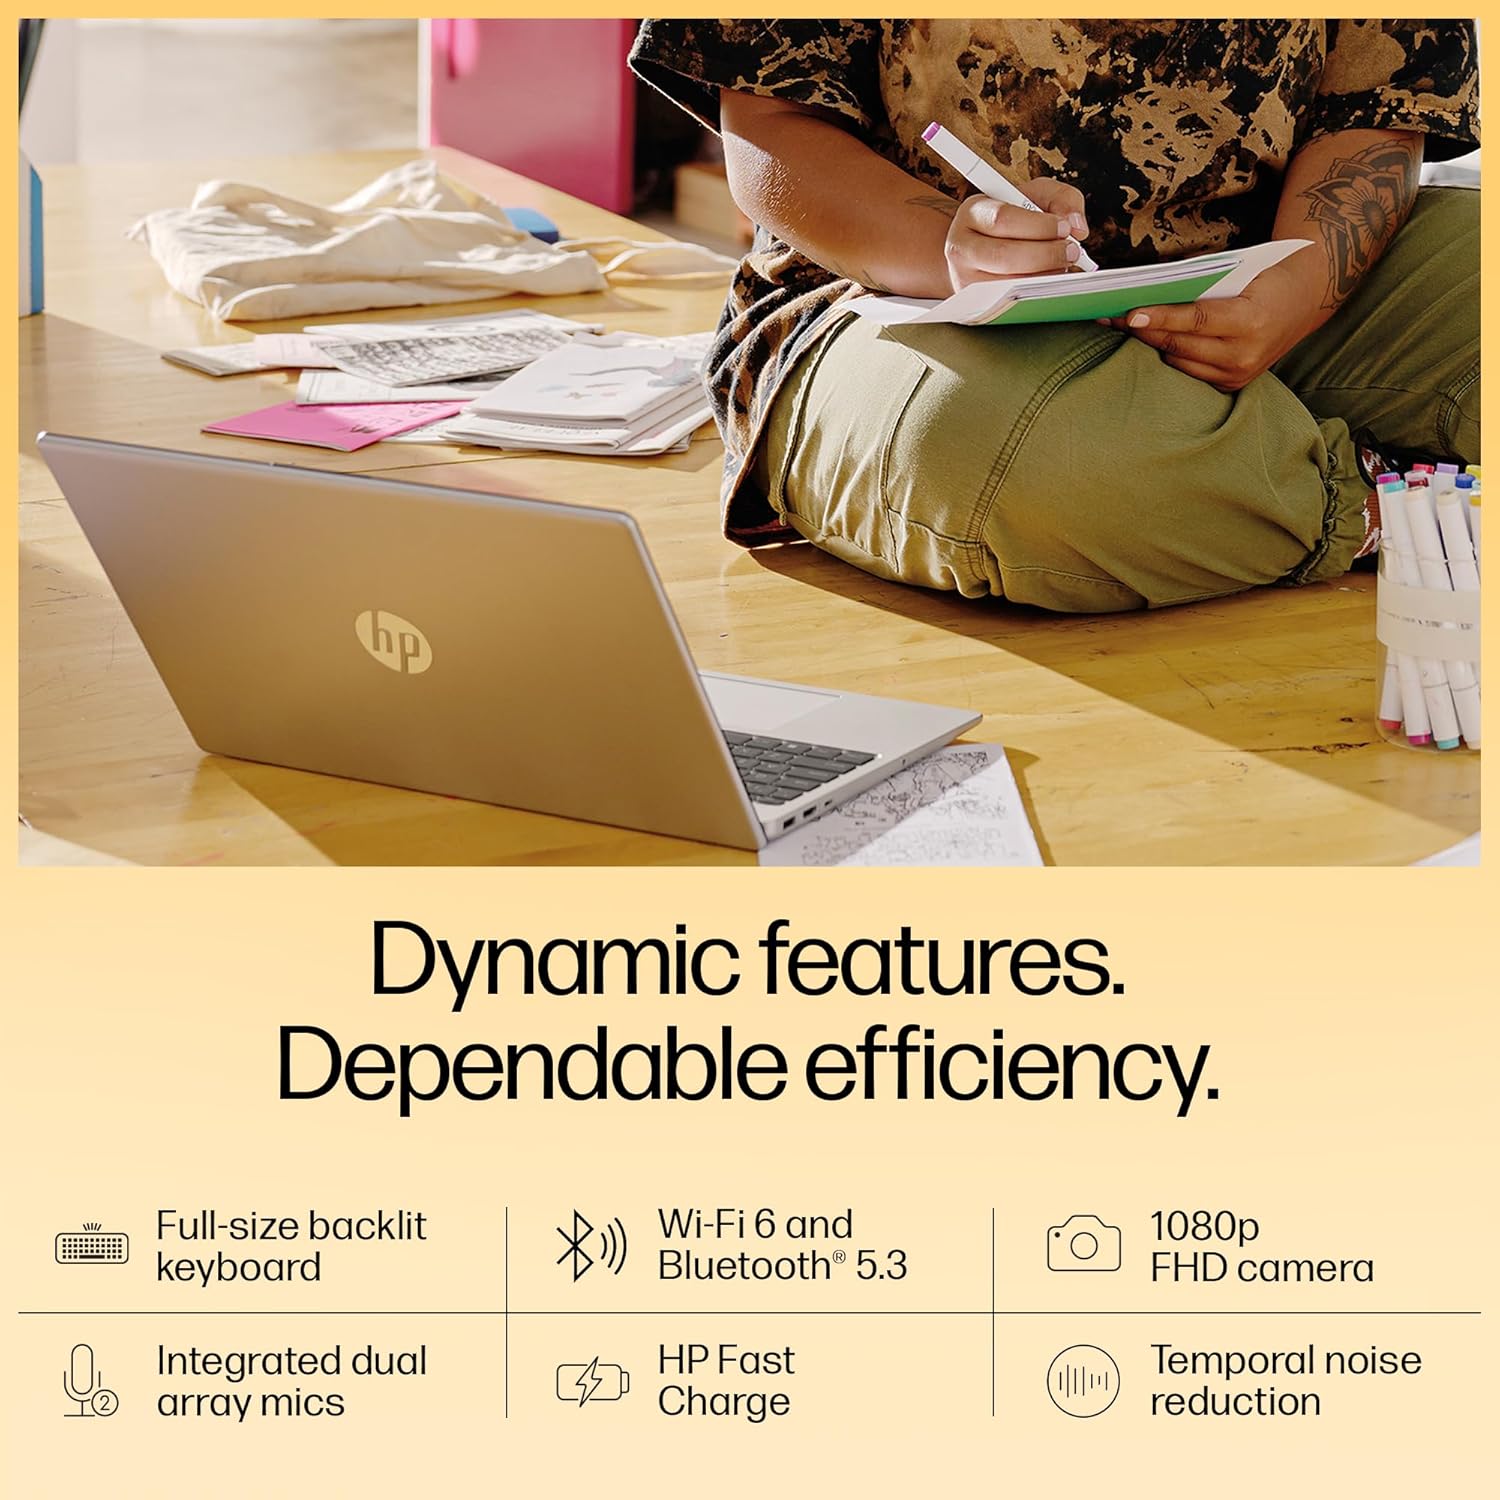 hp
Dynamic features.
Dependable efficiency.
Full-size backlit
keyboard
Wi-Fi 6 and
Bluetooth® 5.3
1080p
FHD camera
Integrated dual
array mics
2
HP Fast
Charge
Temporal noise
reduction